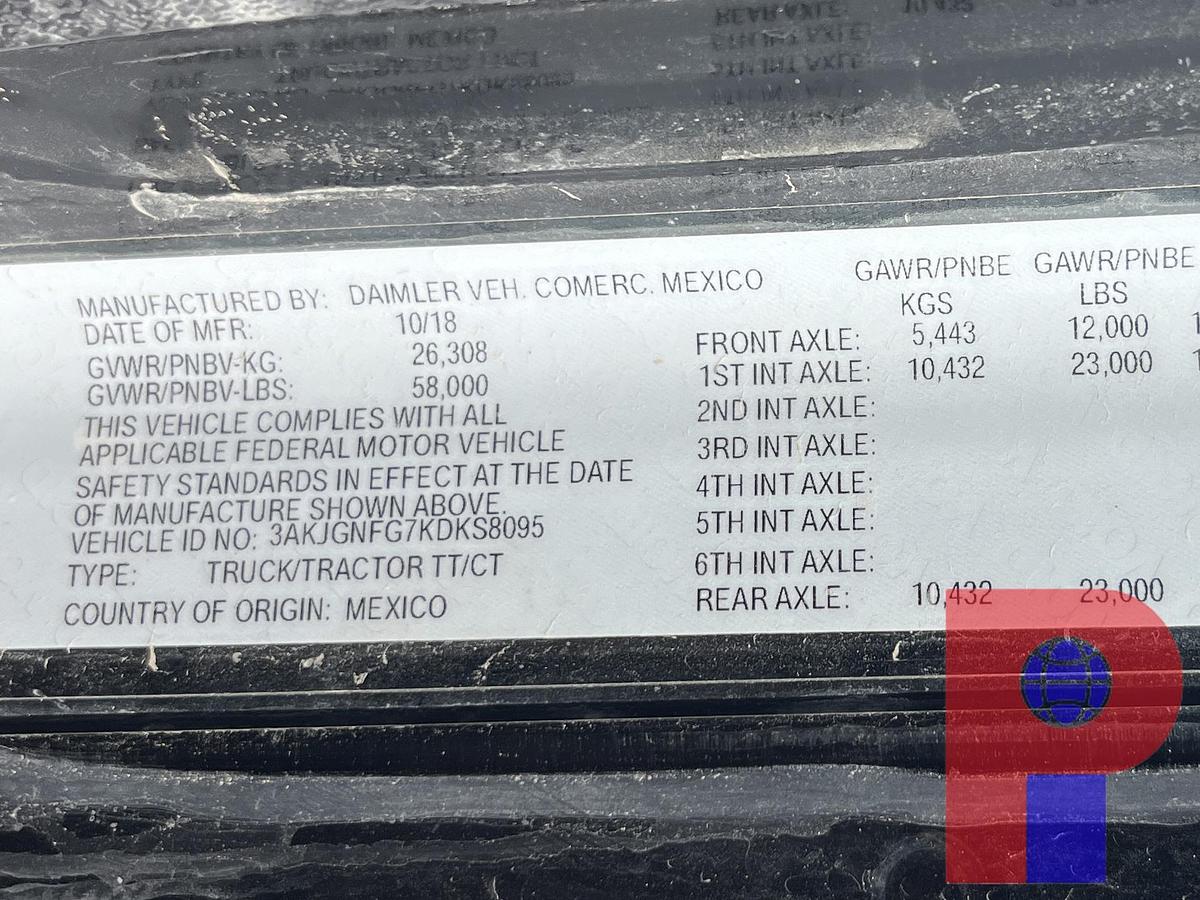 MANUFACTURED BY: DAIMLER VEH. COMERC. MEXICO
DATE OF MFR: 10/18
GVWR/PNBV-KG: 26,308
GVWR/PNBV-LBS: 58,000
THIS VEHICLE COMPLIES WITH ALL
APPLICABLE FEDERAL MOTOR VEHICLE
SAFETY STANDARDS IN EFFECT AT THE DATE
OF MANUFACTURE SHOWN ABOVE.
VEHICLE ID NO: 3AKJGNFG7KDKS8095
TYPE: TRUCK/TRACTOR TT/CT
COUNTRY OF ORIGIN: MEXICO
GAWR/PNBE GAWR/PNBE
KGS LBS
FRONT AXLE: 5,443 12,000
1ST INT AXLE: 10,432 23,000
2ND INT AXLE:
3RD INT AXLE:
4TH INT AXLE:
5TH INT AXLE:
6TH INT AXLE:
REAR AXLE: 10,432 23,000